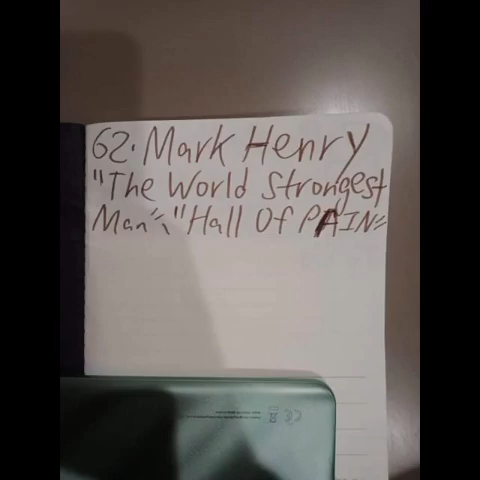 62. Mark Henry
"The World Strongest
Man", "Hall Of PAIN"